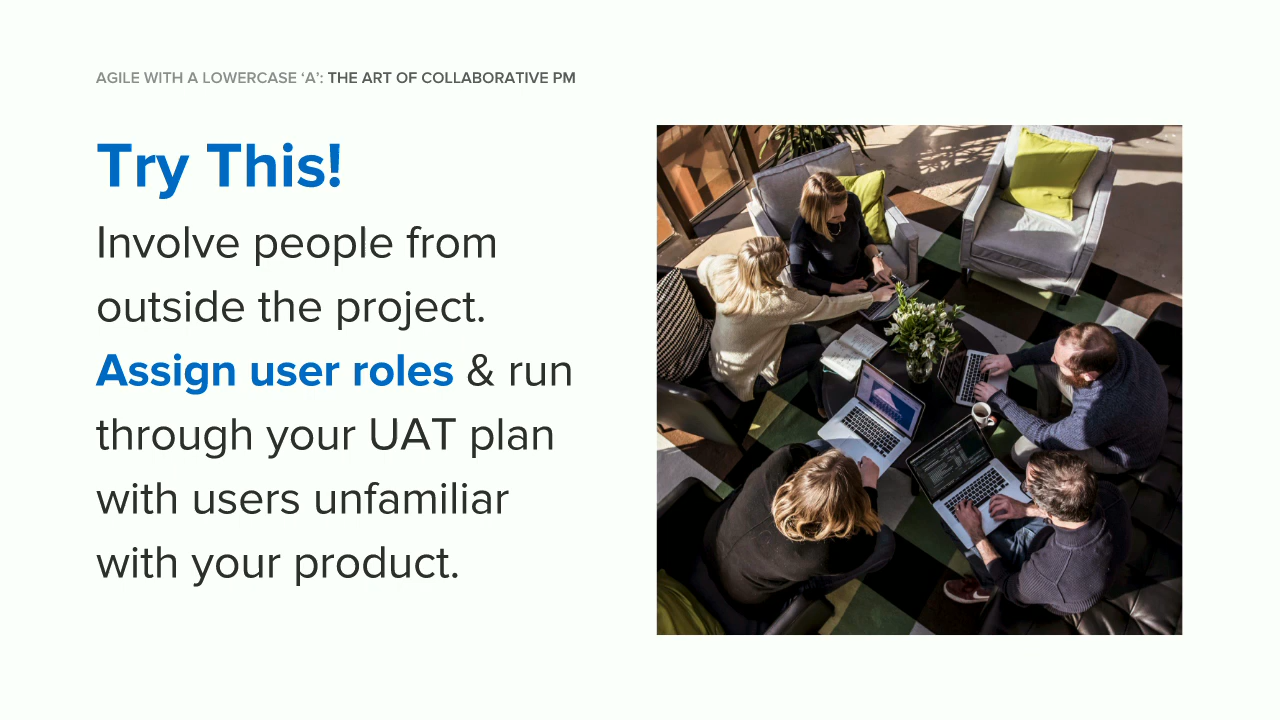 AGILE WITH A LOWERCASE ‘A’: THE ART OF COLLABORATIVE PM
Try This!
Involve people from
outside the project.
Assign user roles & run
through your UAT plan
with users unfamiliar
with your product.